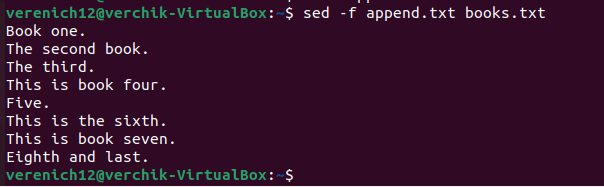 verenich12@verchik-VirtualBox:~$ sed -f append.txt books.txt
Book one.
The second book.
The third.
This is book four.
Five.
This is the sixth.
This is book seven.
Eighth and last.
verenich12@verchik-VirtualBox:~$